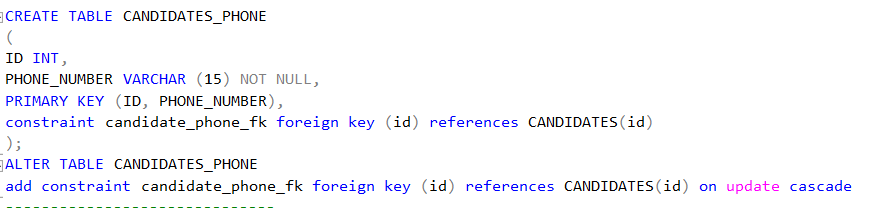 CREATE TABLE CANDIDATES_PHONE
(
ID INT,
PHONE_NUMBER VARCHAR (15) NOT NULL,
PRIMARY KEY (ID, PHONE_NUMBER),
constraint candidate_phone_fk foreign key (id) references CANDIDATES(id)
);
ALTER TABLE CANDIDATES_PHONE
add constraint candidate_phone_fk foreign key (id) references CANDIDATES(id) on update cascade
------------------------------